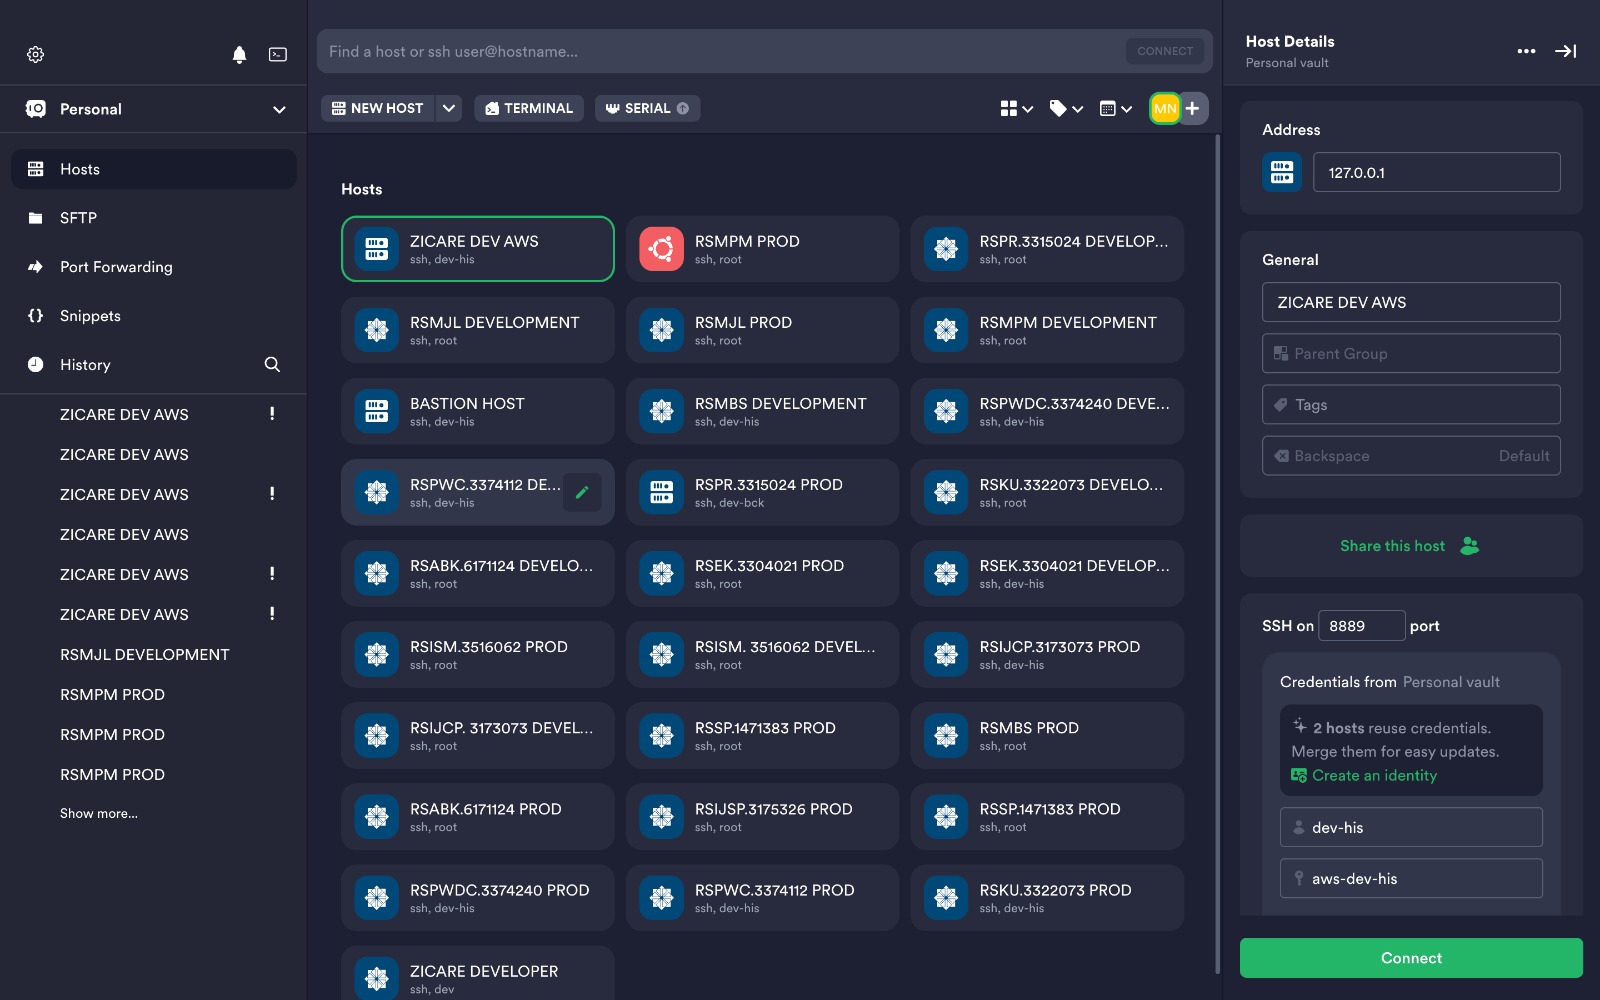 Personal
Hosts
SFTP
Port Forwarding
Snippets
History
ZICARE DEV AWS
ZICARE DEV AWS
ZICARE DEV AWS
ZICARE DEV AWS
ZICARE DEV AWS
ZICARE DEV AWS
RSMJL DEVELOPMENT
RSMPM PROD
RSMPM PROD
RSMPM PROD
Show more...
Find a host or ssh user@hostname...
CONNECT
NEW HOST
TERMINAL
SERIAL
MN
Hosts
ZICARE DEV AWS
ssh, dev-his
RSMPM PROD
ssh, root
RSPR.3315024 DEVELOP...
ssh, root
RSMJL DEVELOPMENT
ssh, root
RSMJL PROD
ssh, root
RSMPM DEVELOPMENT
ssh, root
BASTION HOST
ssh, dev-his
RSMBS DEVELOPMENT
ssh, dev-his
RSPWDC.3374240 DEVE...
ssh, dev-his
RSPWC.3374112 DE...
ssh, dev-his
RSPR.3315024 PROD
ssh, dev-bck
RSKU.3322073 DEVELO...
ssh, root
RSABK.6171124 DEVELO...
ssh, root
RSEK.3304021 PROD
ssh, root
RSEK.3304021 DEVELOP...
ssh, dev-his
RSISM.3516062 PROD
ssh, root
RSISM. 3516062 DEVEL...
ssh, root
RSIJCP.3173073 PROD
ssh, dev-his
RSIJCP. 3173073 DEVEL...
ssh, root
RSSP.1471383 PROD
ssh, root
RSMBS PROD
ssh, root
RSABK.6171124 PROD
ssh, root
RSIJSP.3175326 PROD
ssh, root
RSSP.1471383 PROD
ssh, root
RSPWDC.3374240 PROD
ssh, dev-his
RSPWC.3374112 PROD
ssh, dev-his
RSKU.3322073 PROD
ssh, dev-his
ZICARE DEVELOPER
ssh, dev
Host Details
Personal vault
Address
127.0.0.1
General
ZICARE DEV AWS
Parent Group
Tags
Backspace Default
Share this host
SSH on 8889 port
Credentials from Personal vault
2 hosts reuse credentials.
Merge them for easy updates.
Create an identity
dev-his
aws-dev-his
Connect